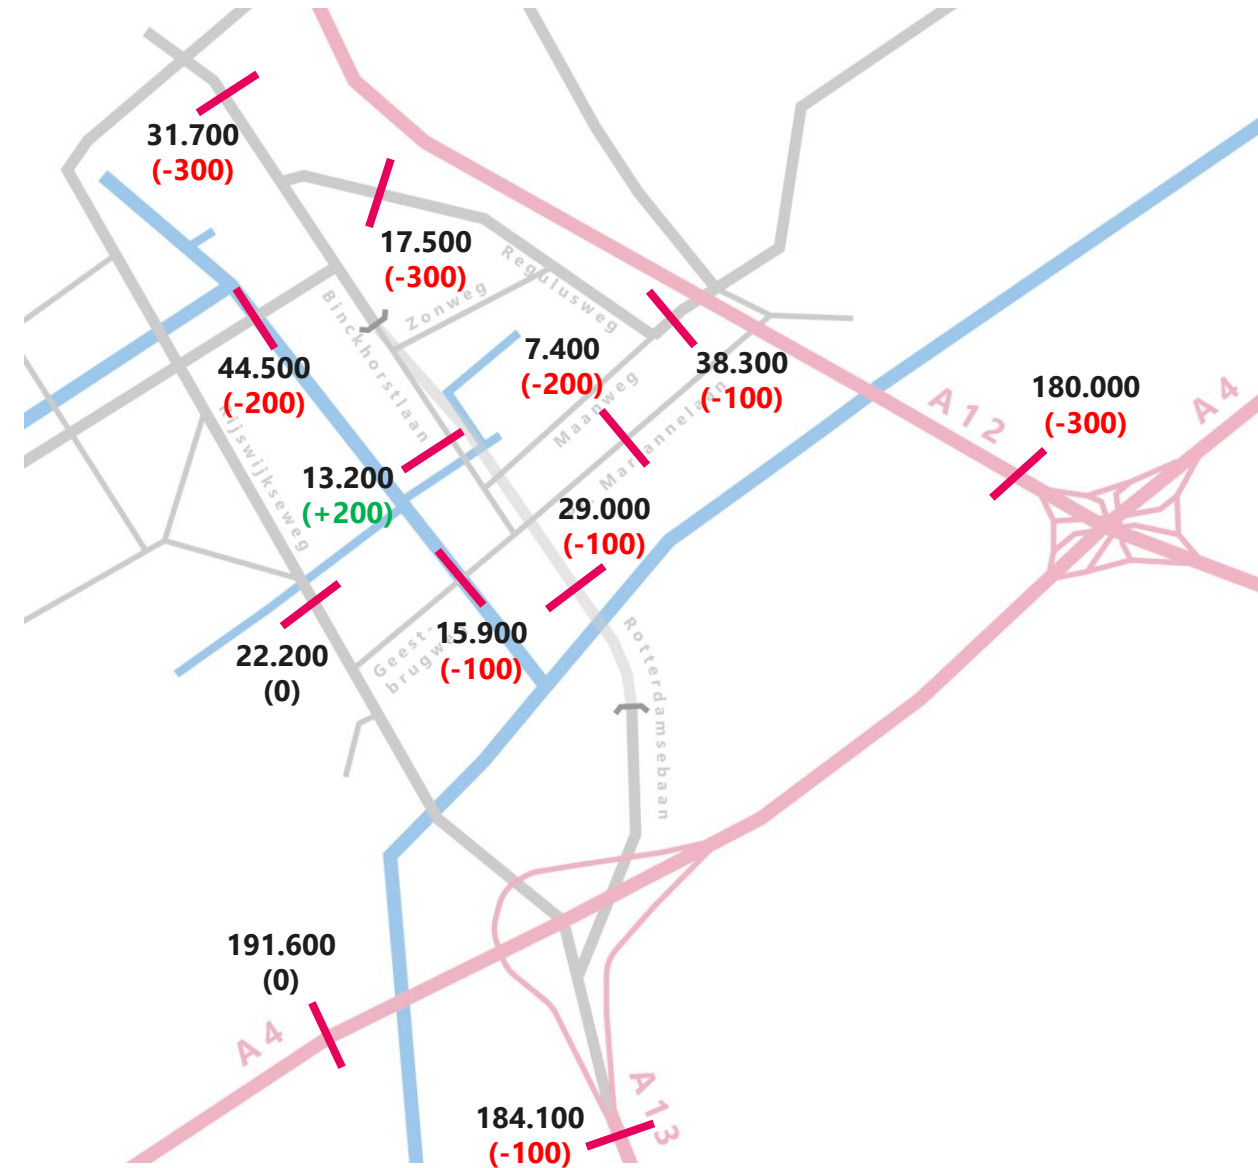 31.700
(-300)
17.500
(-300)
Regulusweg
Zonweg
Binckhorstlaan
7.400
(-200)
38.300
(-100)
44.500
(-200)
180.000
(-300)
A12
A4
Maanweg
Mariannelaan
Rijswijkseweg
13.200
(+200)
29.000
(-100)
15.900
(-100)
Geest-
brugweg
22.200
(0)
Rotterdamsebaan
191.600
(0)
A4
184.100
(-100)
A13